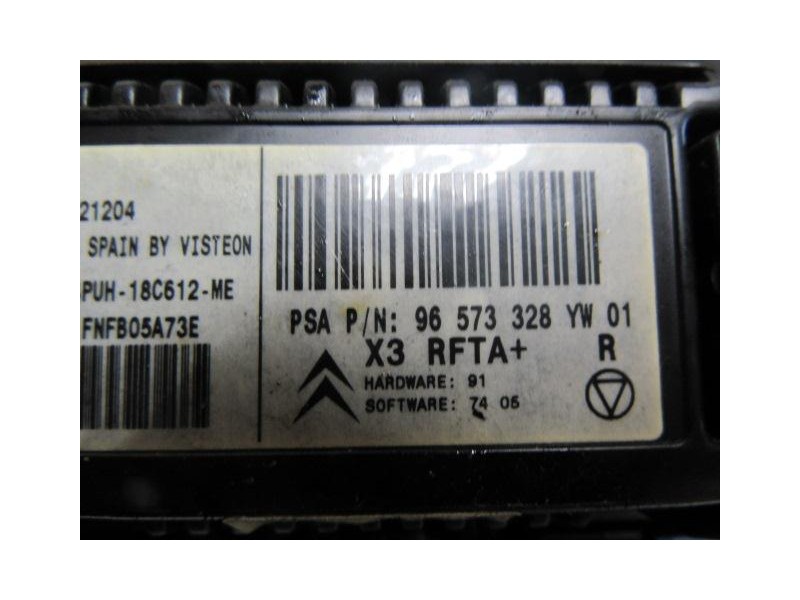 21204
SPAIN BY VISTEON
PUH-18C612-ME
FNFB05A73E
PSA P/N: 96 573 328 YW 01
X3 RFTA+ R
HARDWARE: 91
SOFTWARE: 74 05